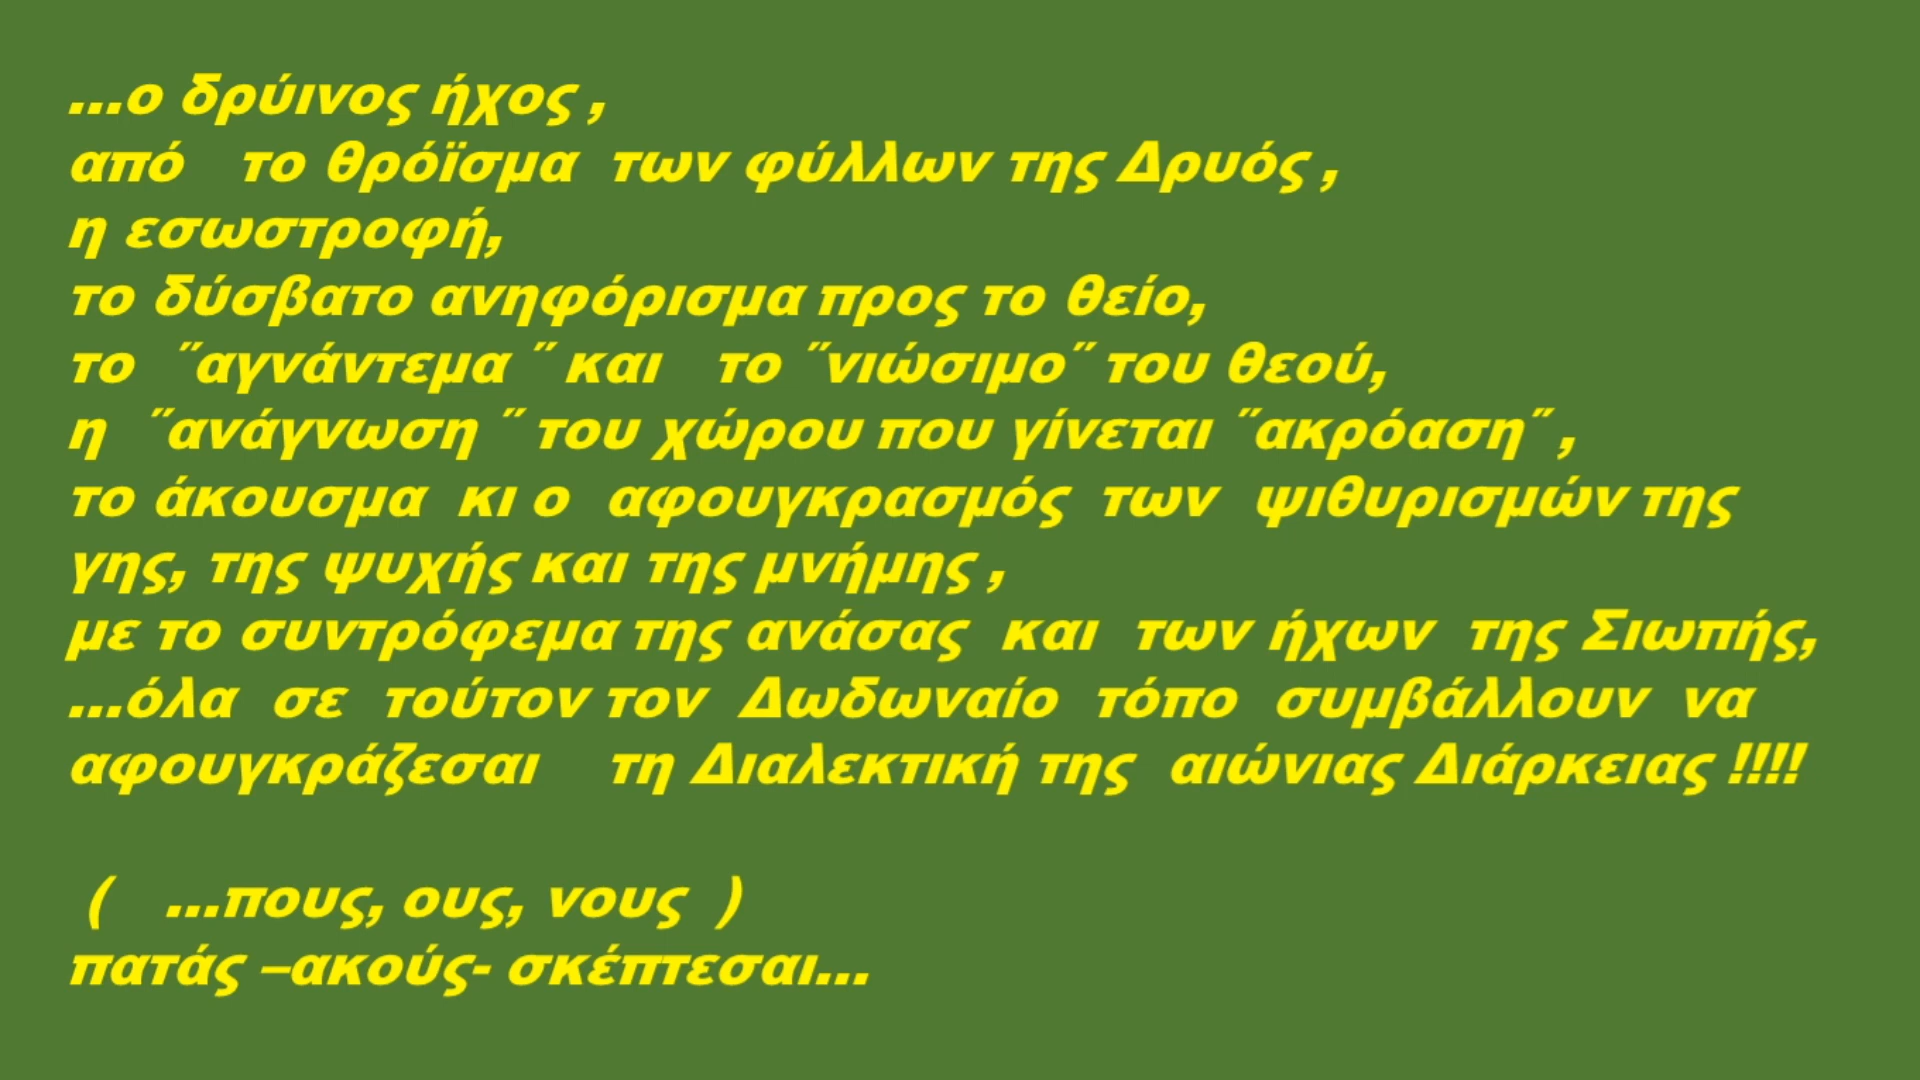 ...ο δρύινος ήχος ,
από το θρόϊσμα των φύλλων της Δρυός ,
η εσωστροφή,
το δύσβατο ανηφόρισμα προς το θείο,
το ˝αγνάντεμα ˝ και το ˝νιώσιμο˝ του θεού,
η ˝ανάγνωση ˝ του χώρου που γίνεται ˝ακρόαση˝ ,
το άκουσμα κι ο αφουγκρασμός των ψιθυρισμών της
γης, της ψυχής και της μνήμης ,
με το συντρόφεμα της ανάσας και των ήχων της Σιωπής,
...όλα σε τούτον τον Δωδωναίο τόπο συμβάλλουν να
αφουγκράζεσαι τη Διαλεκτική της αιώνιας Διάρκειας !!!!
( ...πους, ους, νους )
πατάς –ακούς- σκέπτεσαι...